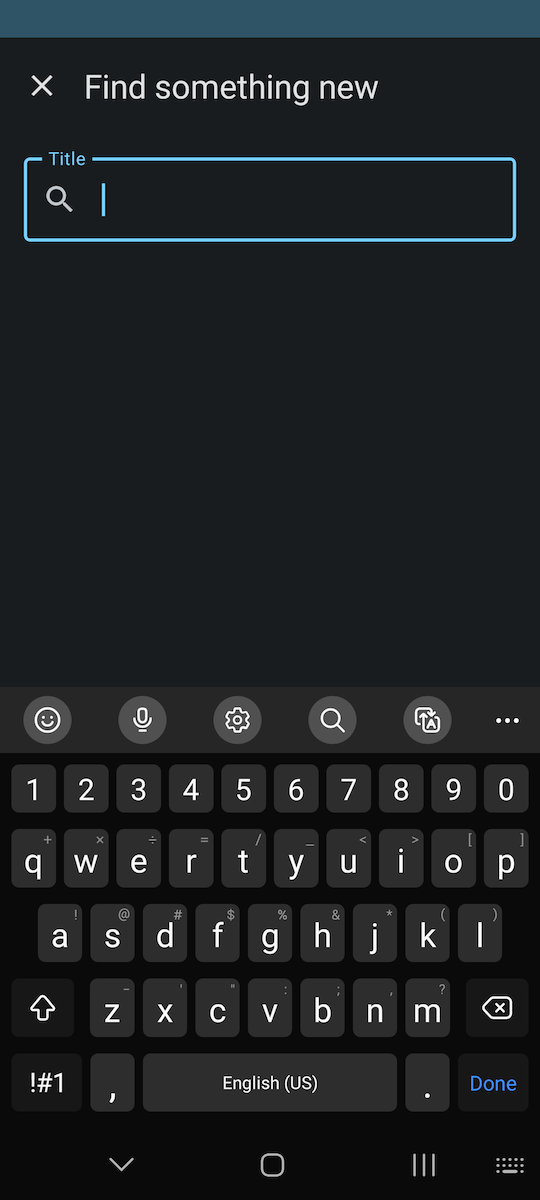 Find something new
Title
1 2 3 4 5 6 7 8 9 0
+ × ÷ = / _ < > [ ]
q w e r t y u i o p
! @ # $ % & * ( )
a s d f g h j k l
- ' " : ; , ?
z x c v b n m
!#1 , English (US) . Done